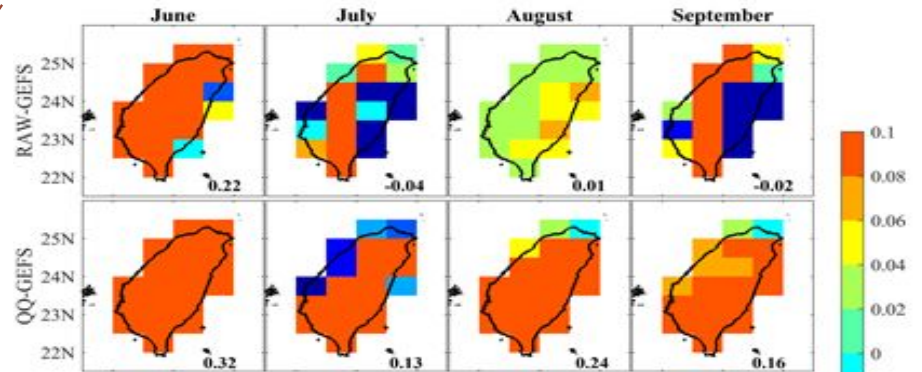 June July August September
RAW-GEFS
25N
24N
23N
22N
0.22 -0.04 0.01 -0.02
QQ-GEFS
25N
24N
23N
22N
0.32 0.13 0.24 0.16
0.1
0.08
0.06
0.04
0.02
0